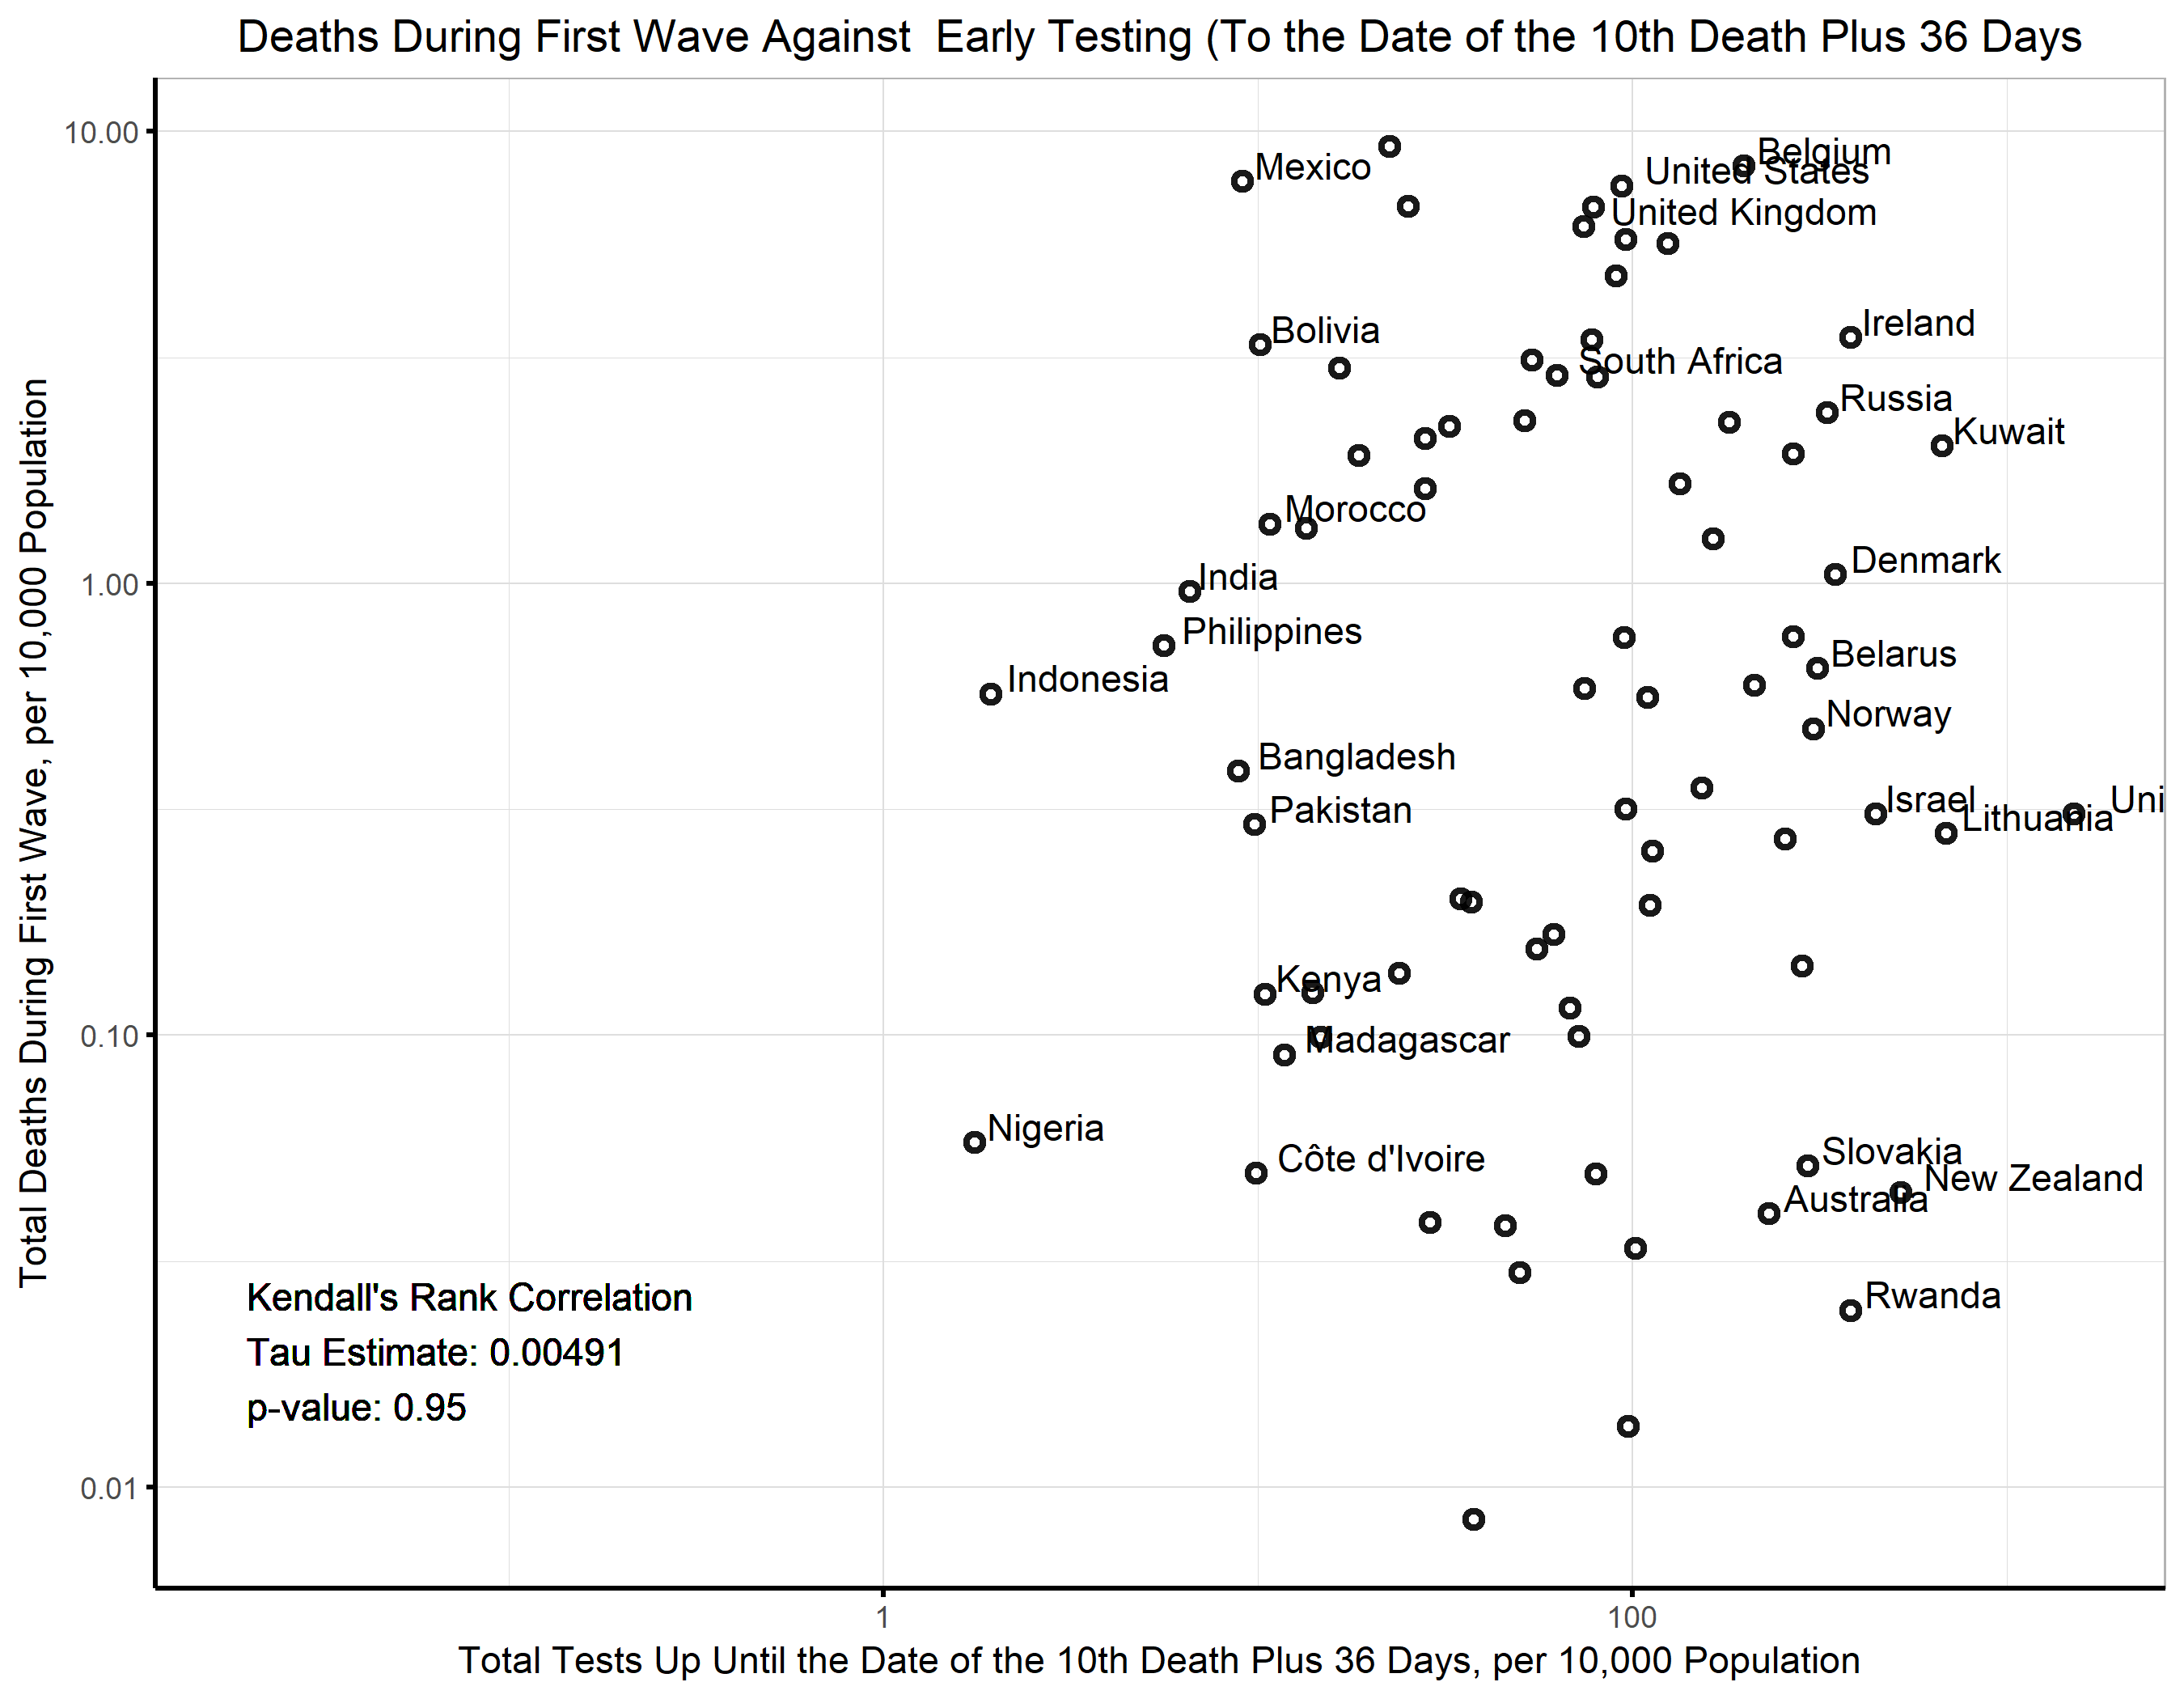 Deaths During First Wave Against  Early Testing (To the Date of the 10th Death Plus 36 Days
Total Deaths During First Wave, per 10,000 Population
10.00
1.00
0.10
0.01
Belgium
Mexico
United States
United Kingdom
Ireland
Bolivia
South Africa
Russia
Kuwait
Morocco
Denmark
India
Philippines
Belarus
Indonesia
Norway
Bangladesh
Israel
Uni
Pakistan
Lithuania
Kenya
Madagascar
Nigeria
Slovakia
Côte d'Ivoire
New Zealand
Australia
Rwanda
Kendall's Rank Correlation
Tau Estimate: 0.00491
p-value: 0.95
1
100
Total Tests Up Until the Date of the 10th Death Plus 36 Days, per 10,000 Population